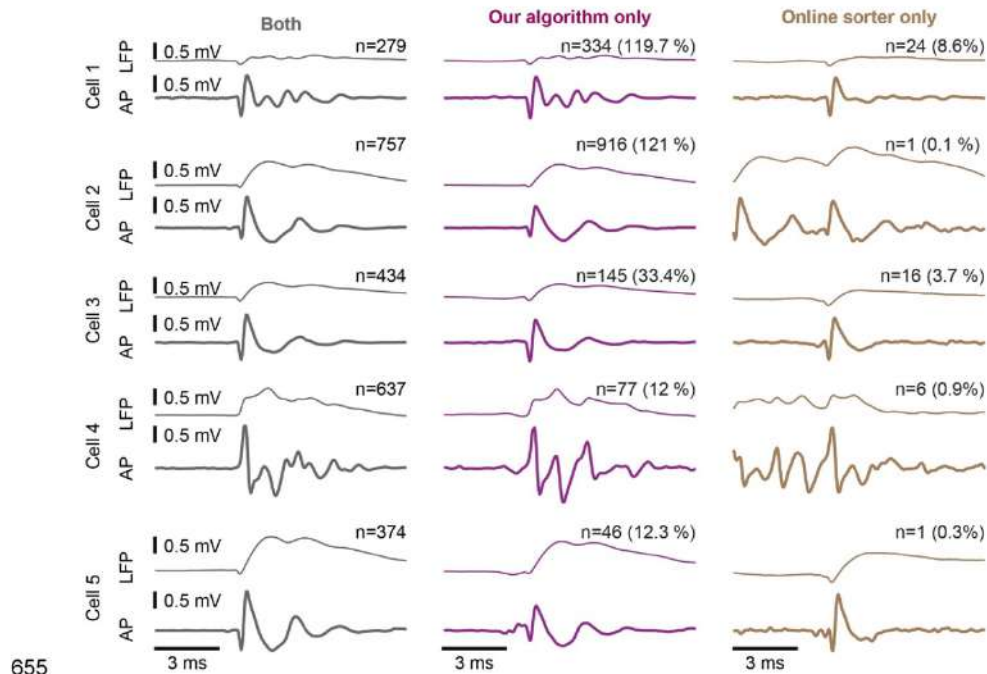 Both Our algorithm only Online sorter only
Cell 1
LFP 0.5 mV n=279 n=334 (119.7 %) n=24 (8.6%)
AP 0.5 mV
Cell 2
LFP 0.5 mV n=757 n=916 (121 %) n=1 (0.1 %)
AP 0.5 mV
Cell 3
LFP 0.5 mV n=434 n=145 (33.4%) n=16 (3.7 %)
AP 0.5 mV
Cell 4
LFP 0.5 mV n=637 n=77 (12 %) n=6 (0.9%)
AP 0.5 mV
Cell 5
LFP 0.5 mV n=374 n=46 (12.3 %) n=1 (0.3%)
AP 0.5 mV
655 3 ms 3 ms 3 ms